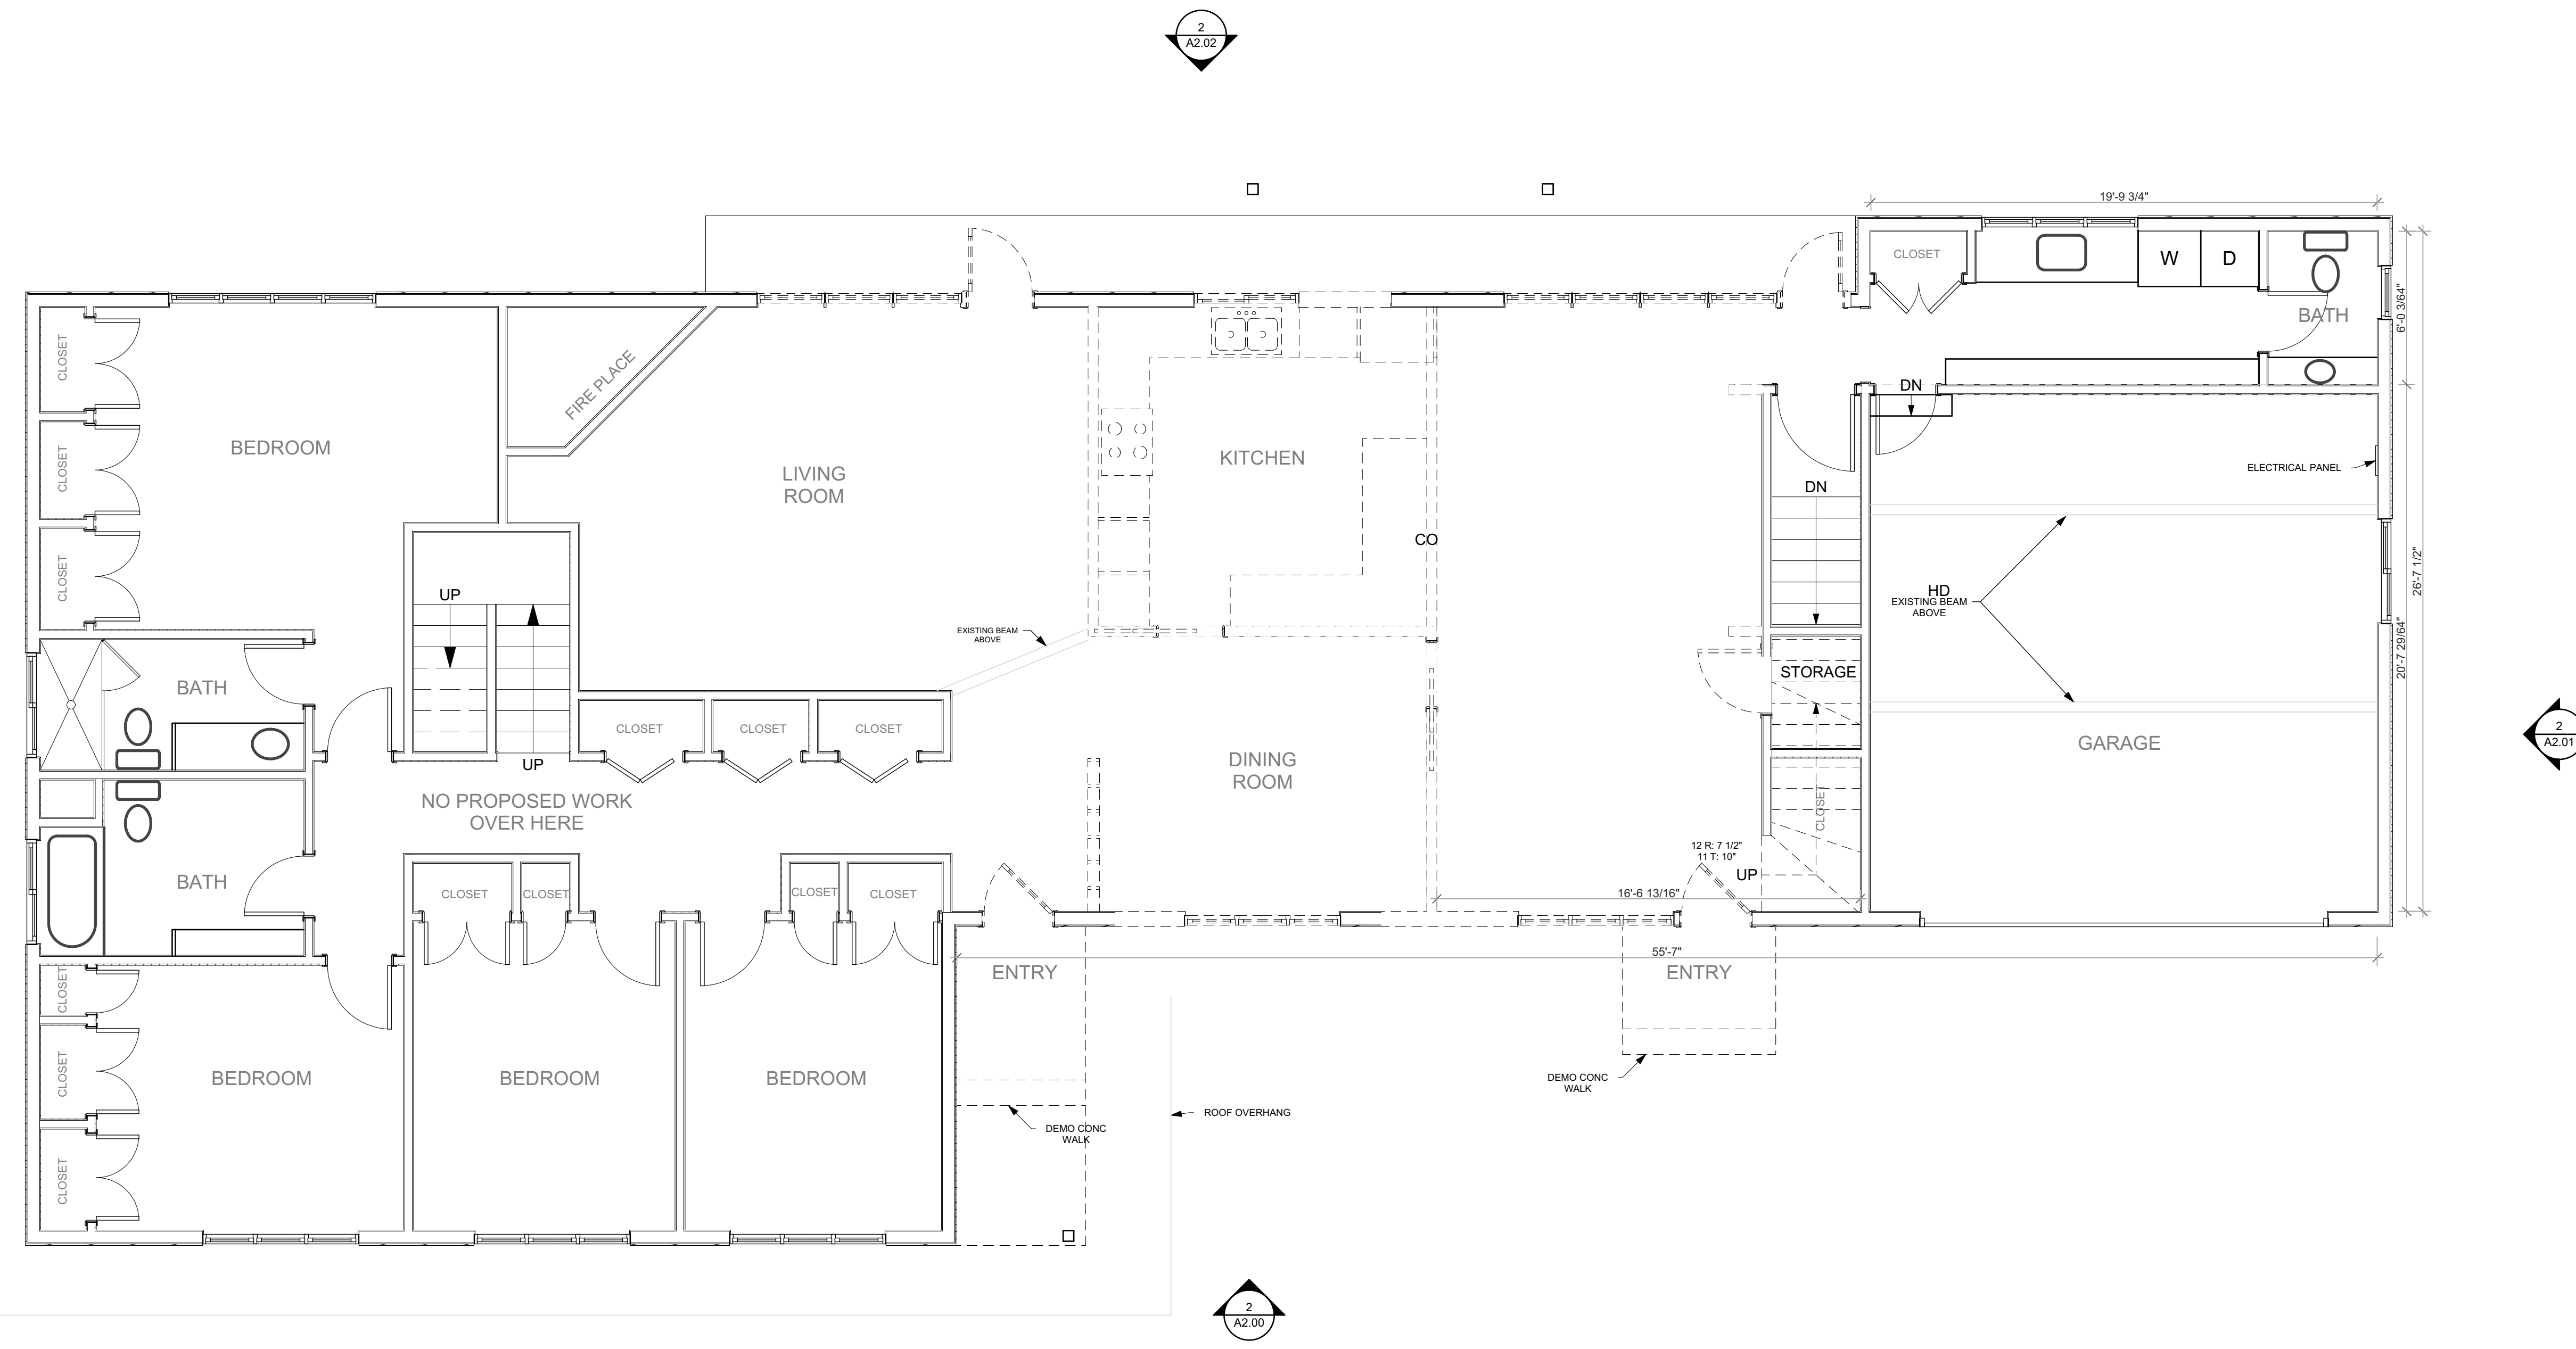 2
A2.02
19'-9 3/4"
CLOSET
W
D
BATH
6'-0 3/64"
26'-7 1/2"
20'-7 29/64"
DN
ELECTRICAL PANEL
HD
EXISTING BEAM
ABOVE
GARAGE
2
A2.01
CLOSET
CLOSET
CLOSET
BEDROOM
FIRE PLACE
LIVING
ROOM
KITCHEN
CO
DN
UP
UP
EXISTING BEAM
ABOVE
STORAGE
CLOSET
BATH
CLOSET
CLOSET
CLOSET
DINING
ROOM
NO PROPOSED WORK
OVER HERE
12 R: 7 1/2"
11 T: 10"
UP
16'-6 13/16"
BATH
CLOSET
CLOSET
CLOSET
CLOSET
55'-7"
ENTRY
ENTRY
CLOSET
CLOSET
CLOSET
BEDROOM
BEDROOM
BEDROOM
DEMO CONC
WALK
ROOF OVERHANG
DEMO CONC
WALK
2
A2.00